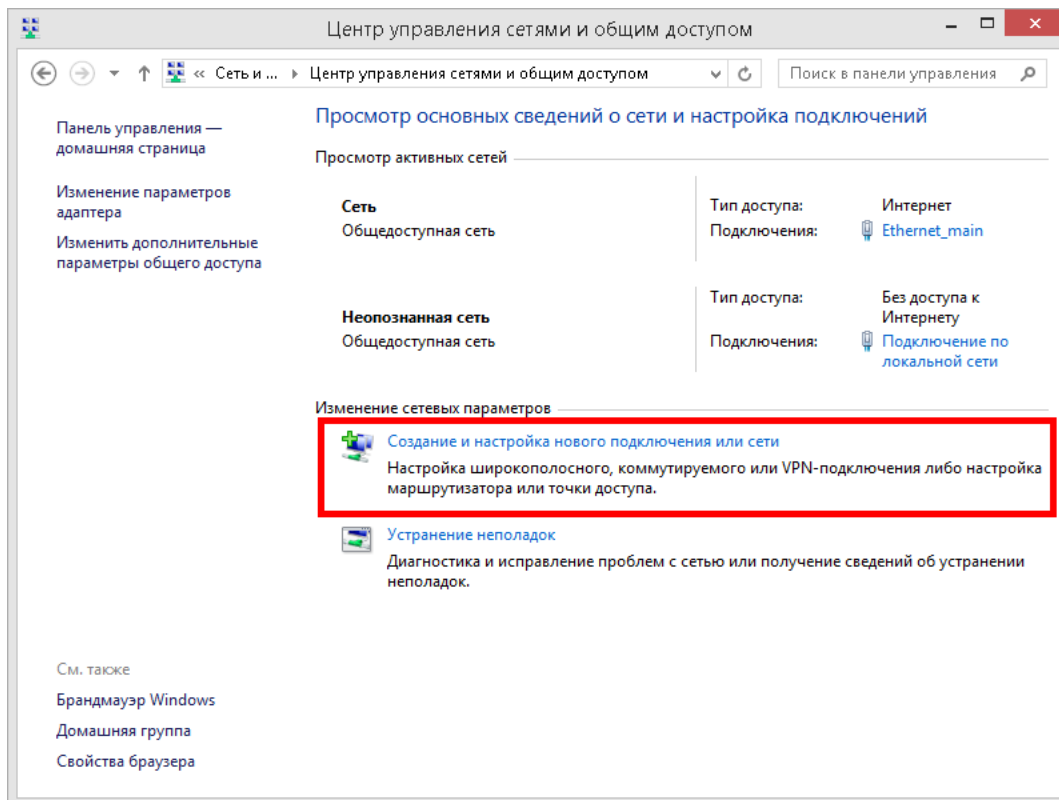 Центр управления сетями и общим доступом
« Сеть и ... ▸ Центр управления сетями и общим доступом
Поиск в панели управления
Панель управления —
домашняя страница
Изменение параметров
адаптера
Изменить дополнительные
параметры общего доступа
Просмотр основных сведений о сети и настройка подключений
Просмотр активных сетей
Сеть
Общедоступная сеть
Тип доступа: Интернет
Подключения: Ethernet_main
Неопознанная сеть
Общедоступная сеть
Тип доступа: Без доступа к
Интернету
Подключения: Подключение по
локальной сети
Изменение сетевых параметров
Создание и настройка нового подключения или сети
Настройка широкополосного, коммутируемого или VPN-подключения либо настройка
маршрутизатора или точки доступа.
Устранение неполадок
Диагностика и исправление проблем с сетью или получение сведений об устранении
неполадок.
См. также
Брандмауэр Windows
Домашняя группа
Свойства браузера